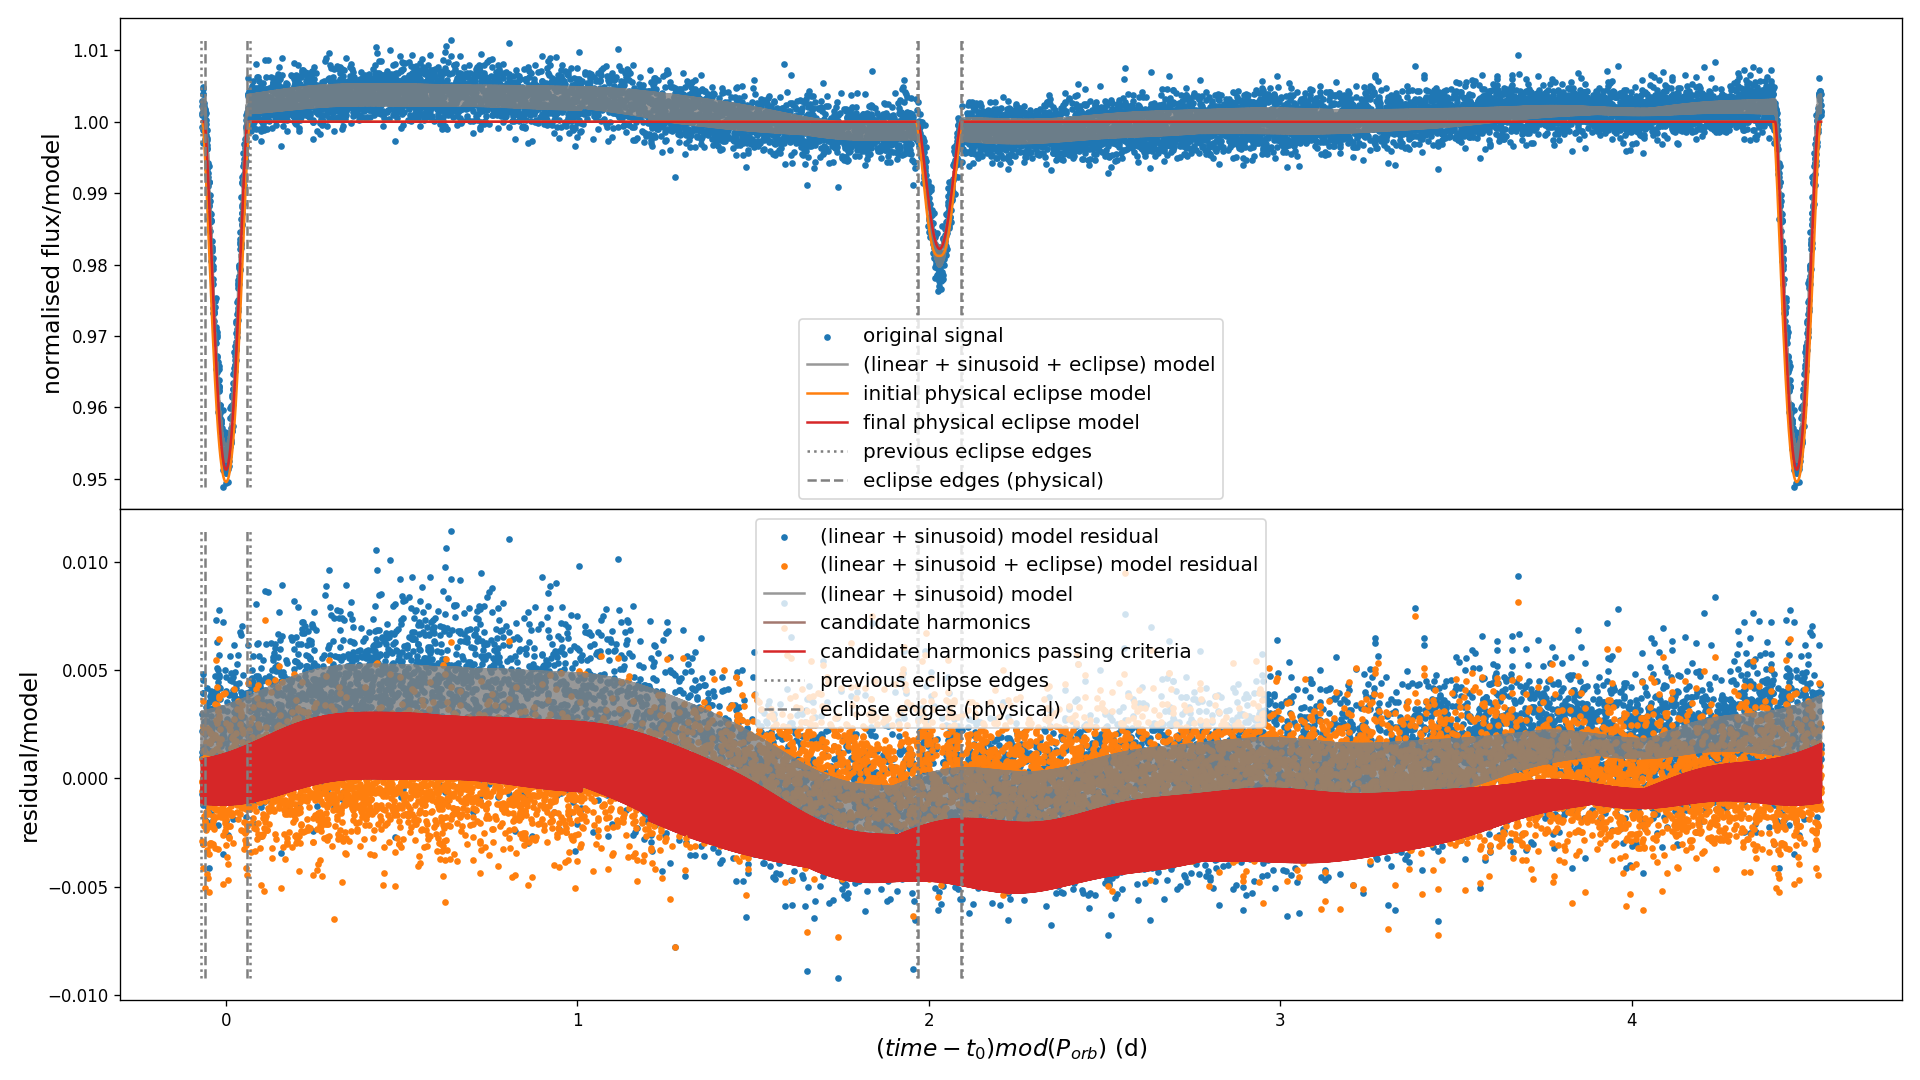 1.01
1.00
0.99
0.98
0.97
0.96
0.95
normalised flux/model
original signal
(linear + sinusoid + eclipse) model
initial physical eclipse model
final physical eclipse model
previous eclipse edges
eclipse edges (physical)
0.010
0.005
0.000
−0.005
−0.010
residual/model
(linear + sinusoid) model residual
(linear + sinusoid + eclipse) model residual
(linear + sinusoid) model
candidate harmonics
candidate harmonics passing criteria
previous eclipse edges
eclipse edges (physical)
0 1 2 3 4
(time − t₀)mod(Pₒᵣb) (d)